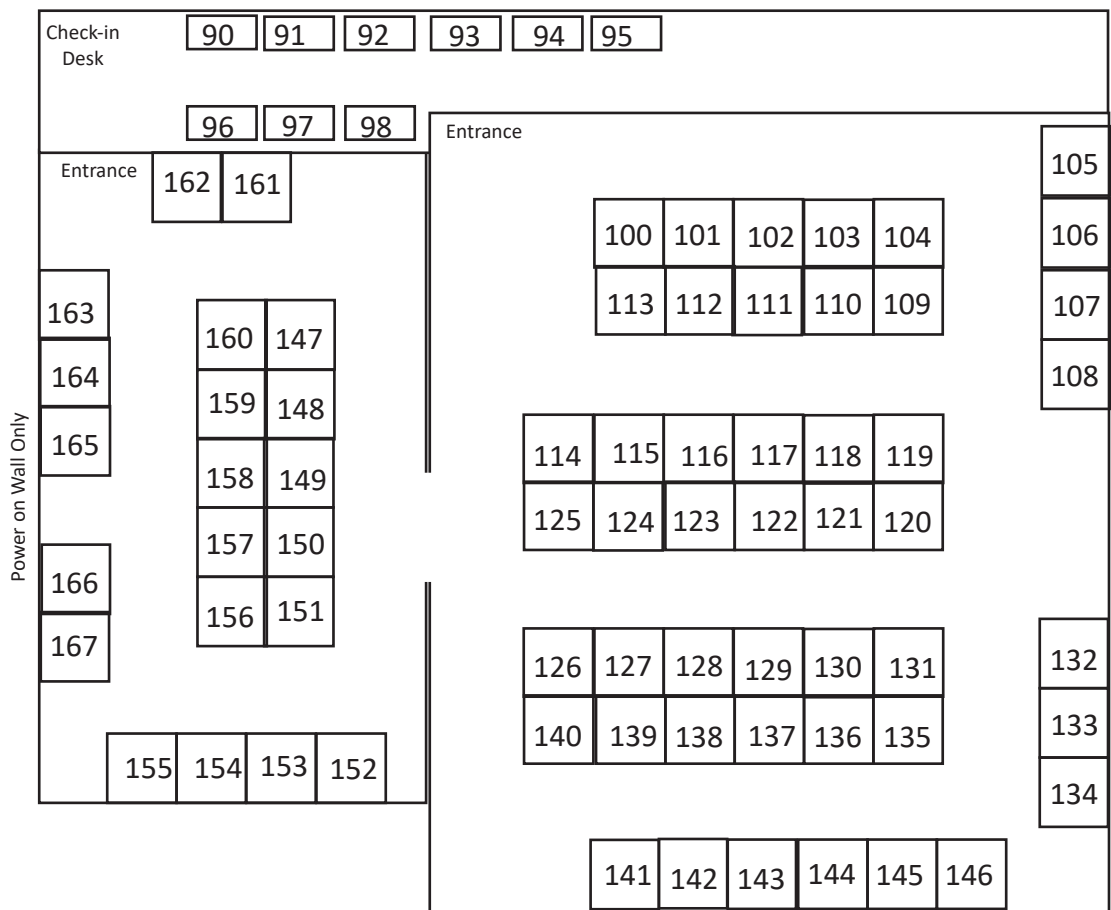 Check-in
Desk
90 91 92 93 94 95
96 97 98
Entrance
Entrance
162 161
105
106
107
108
100 101 102 103 104
113 112 111 110 109
163
164
165
160 147
159 148
158 149
157 150
156 151
Power on Wall Only
166
167
114 115 116 117 118 119
125 124 123 122 121 120
126 127 128 129 130 131
140 139 138 137 136 135
132
133
134
155 154 153 152
141 142 143 144 145 146